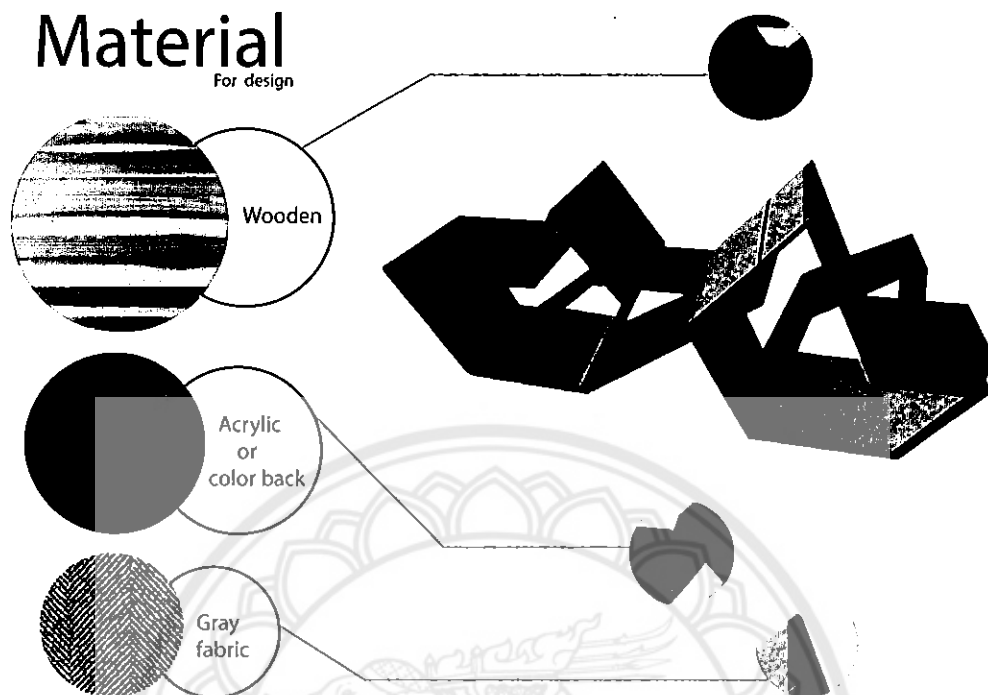 Material
For design
Wooden
Acrylic
or
color back
Gray
fabric